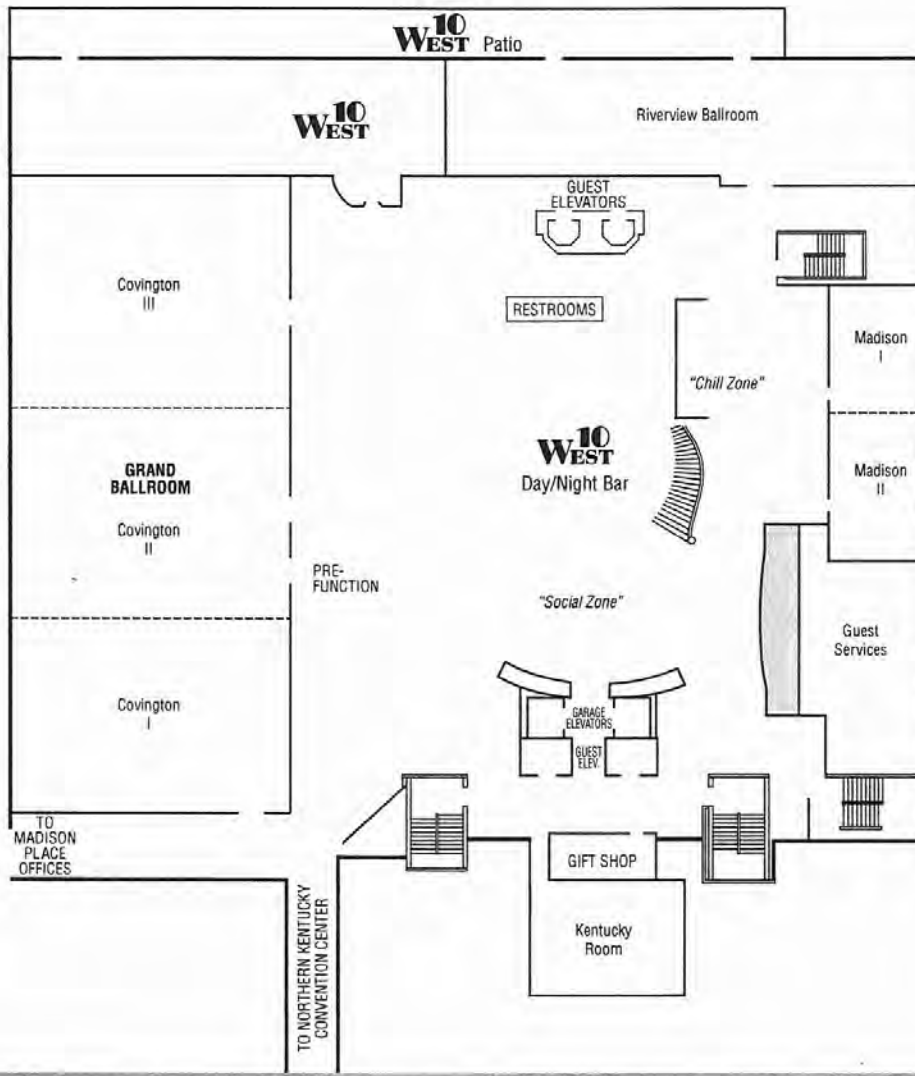 10
WEST Patio
10
WEST
Riverview Ballroom
GUEST
ELEVATORS
Covington
III
RESTROOMS
Madison
I
"Chill Zone"
10
WEST
Day/Night Bar
GRAND
BALLROOM
Madison
II
Covington
II
PRE-
FUNCTION
"Social Zone"
Guest
Services
Covington
I
GARAGE
ELEVATORS
GUEST
ELEV.
TO
MADISON
PLACE
OFFICES
GIFT SHOP
Kentucky
Room
TO NORTHERN KENTUCKY
CONVENTION CENTER